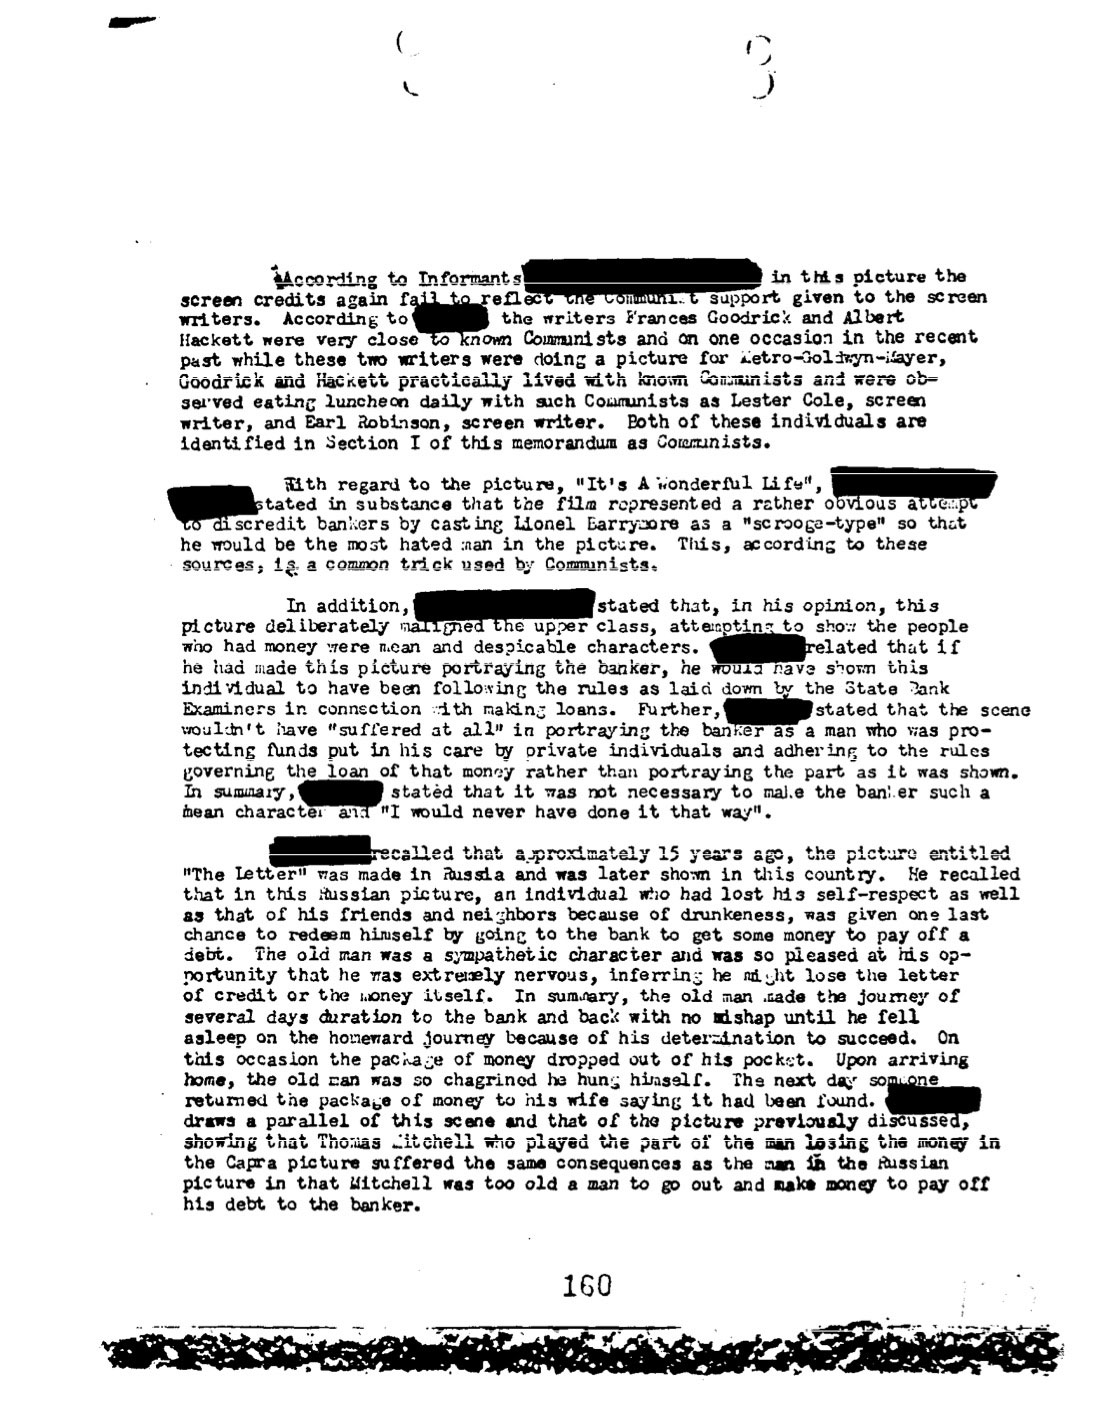 According to Informants in this picture the
screen credits again fail to reflect the Communist support given to the screen
writers. According to the writers Frances Goodrick and Albert
Hackett were very close to known Communists and on one occasion in the recent
past while these two writers were doing a picture for Metro-Goldwyn-Mayer,
Goodrick and Hackett practically lived with known Communists and were ob-
served eating luncheon daily with such Communists as Lester Cole, screen
writer, and Earl Robinson, screen writer. Both of these individuals are
identified in Section I of this memorandum as Communists.
With regard to the picture, "It's A Wonderful Life",
stated in substance that the film represented a rather obvious attempt
to discredit bankers by casting Lionel Barrymore as a "scrooge-type" so that
he would be the most hated man in the picture. This, according to these
sources, is a common trick used by Communists.
In addition, stated that, in his opinion, this
picture deliberately maligned the upper class, attempting to show the people
who had money were mean and despicable characters. related that if
he had made this picture portraying the banker, he would have shown this
individual to have been following the rules as laid down by the State Bank
Examiners in connection with making loans. Further, stated that the scene
wouldn't have "suffered at all" in portraying the banker as a man who was pro-
tecting funds put in his care by private individuals and adhering to the rules
governing the loan of that money rather than portraying the part as it was shown.
In summary, stated that it was not necessary to make the banker such a
mean character and "I would never have done it that way".
recalled that approximately 15 years ago, the picture entitled
"The Letter" was made in Russia and was later shown in this country. He recalled
that in this Russian picture, an individual who had lost his self-respect as well
as that of his friends and neighbors because of drunkeness, was given one last
chance to redeem himself by going to the bank to get some money to pay off a
debt. The old man was a sympathetic character and was so pleased at his op-
portunity that he was extremely nervous, inferring he might lose the letter
of credit or the money itself. In summary, the old man made the journey of
several days duration to the bank and back with no mishap until he fell
asleep on the homeward journey because of his determination to succeed. On
this occasion the package of money dropped out of his pocket. Upon arriving
home, the old man was so chagrined he hung himself. The next day someone
returned the package of money to his wife saying it had been found.
draws a parallel of this scene and that of the picture previously discussed,
showing that Thomas Mitchell who played the part of the man losing the money in
the Capra picture suffered the same consequences as the man in the Russian
picture in that Mitchell was too old a man to go out and make money to pay off
his debt to the banker.
160